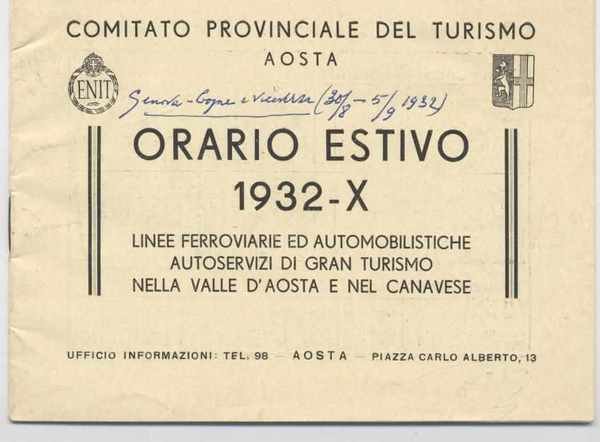 COMITATO PROVINCIALE DEL TURISMO
AOSTA
ENIT
Genova - Cogne e Viceversa (30/8 - 5/9 1932)
ORARIO ESTIVO
1932-X
LINEE FERROVIARIE ED AUTOMOBILISTICHE
AUTOSERVIZI DI GRAN TURISMO
NELLA VALLE D'AOSTA E NEL CANAVESE
UFFICIO INFORMAZIONI: TEL. 98 - AOSTA - PIAZZA CARLO ALBERTO, 13